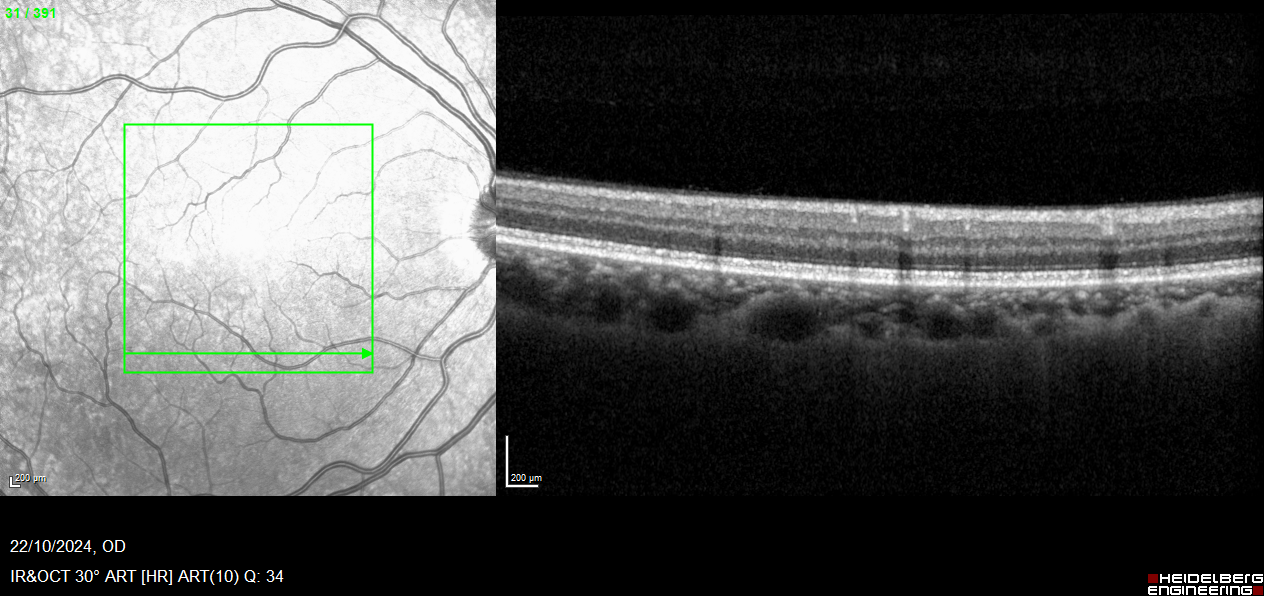 31 / 391
200 µm
200 µm
22/10/2024, OD
IR&OCT 30° ART [HR] ART(10) Q: 34
HEIDELBERG
ENGINEERING